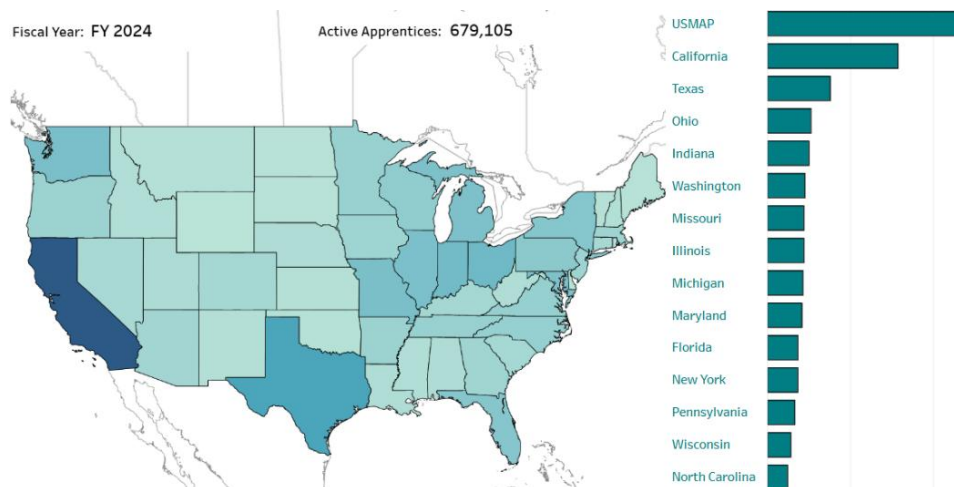 Fiscal Year: FY 2024
Active Apprentices: 679,105
USMAP
California
Texas
Ohio
Indiana
Washington
Missouri
Illinois
Michigan
Maryland
Florida
New York
Pennsylvania
Wisconsin
North Carolina